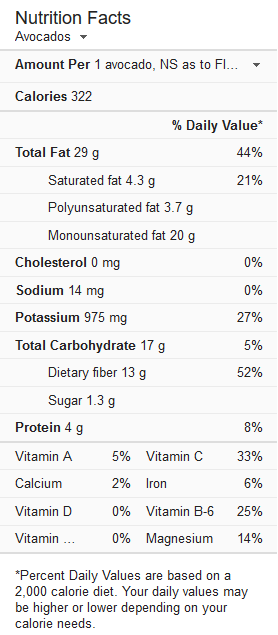 Nutrition Facts
Avocados
Amount Per 1 avocado, NS as to Fl...
Calories 322
% Daily Value*
Total Fat 29 g 44%
Saturated fat 4.3 g 21%
Polyunsaturated fat 3.7 g
Monounsaturated fat 20 g
Cholesterol 0 mg 0%
Sodium 14 mg 0%
Potassium 975 mg 27%
Total Carbohydrate 17 g 5%
Dietary fiber 13 g 52%
Sugar 1.3 g
Protein 4 g 8%
Vitamin A 5% Vitamin C 33%
Calcium 2% Iron 6%
Vitamin D 0% Vitamin B-6 25%
Vitamin ... 0% Magnesium 14%
*Percent Daily Values are based on a
2,000 calorie diet. Your daily values may
be higher or lower depending on your
calorie needs.